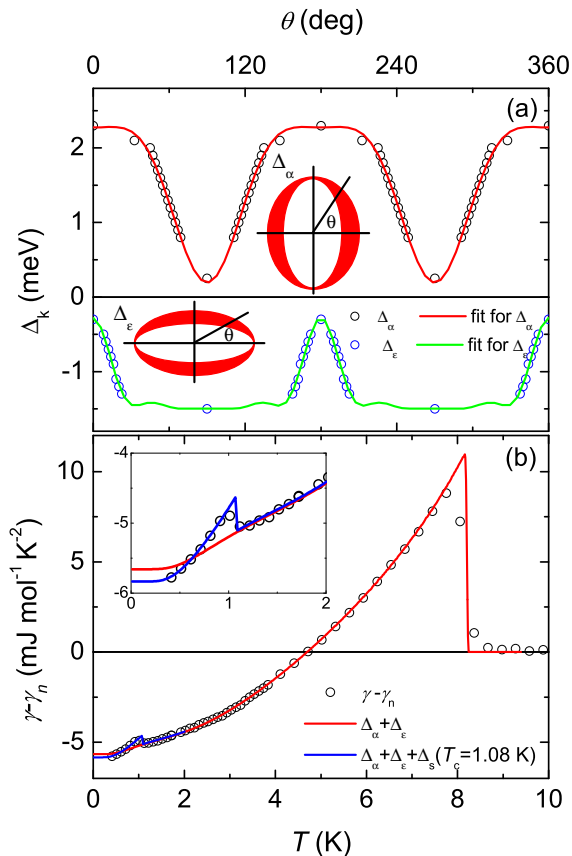 θ (deg)
0 120 240 360
(a)
2
1
0
-1
Δk (meV)
Δα
θ
Δε
θ
Δα fit for Δα
Δε fit for Δε
(b)
10
5
0
-5
γ-γn (mJ mol⁻¹ K⁻²)
-4
-5
-6
0 1 2
γ-γn
Δα+Δε
Δα+Δε+Δs(Tc=1.08 K)
0 2 4 6 8 10
T (K)